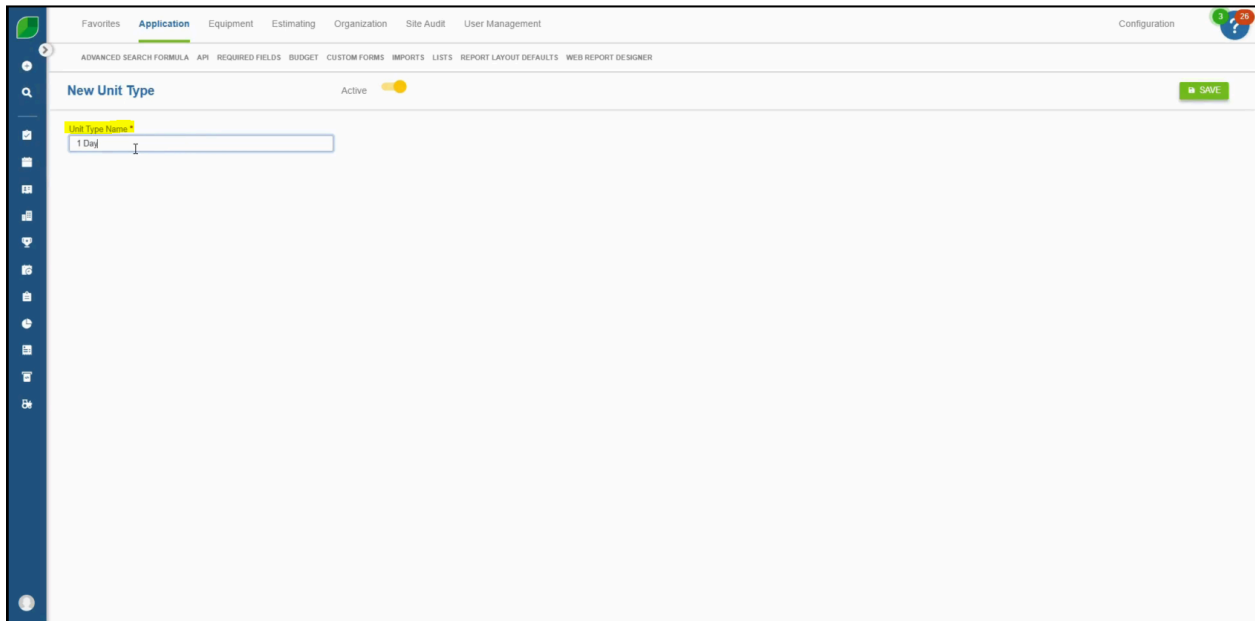 Favorites Application Equipment Estimating Organization Site Audit User Management Configuration 3 26 ?
ADVANCED SEARCH FORMULA API REQUIRED FIELDS BUDGET CUSTOM FORMS IMPORTS LISTS REPORT LAYOUT DEFAULTS WEB REPORT DESIGNER
New Unit Type Active SAVE
Unit Type Name *
1 Day